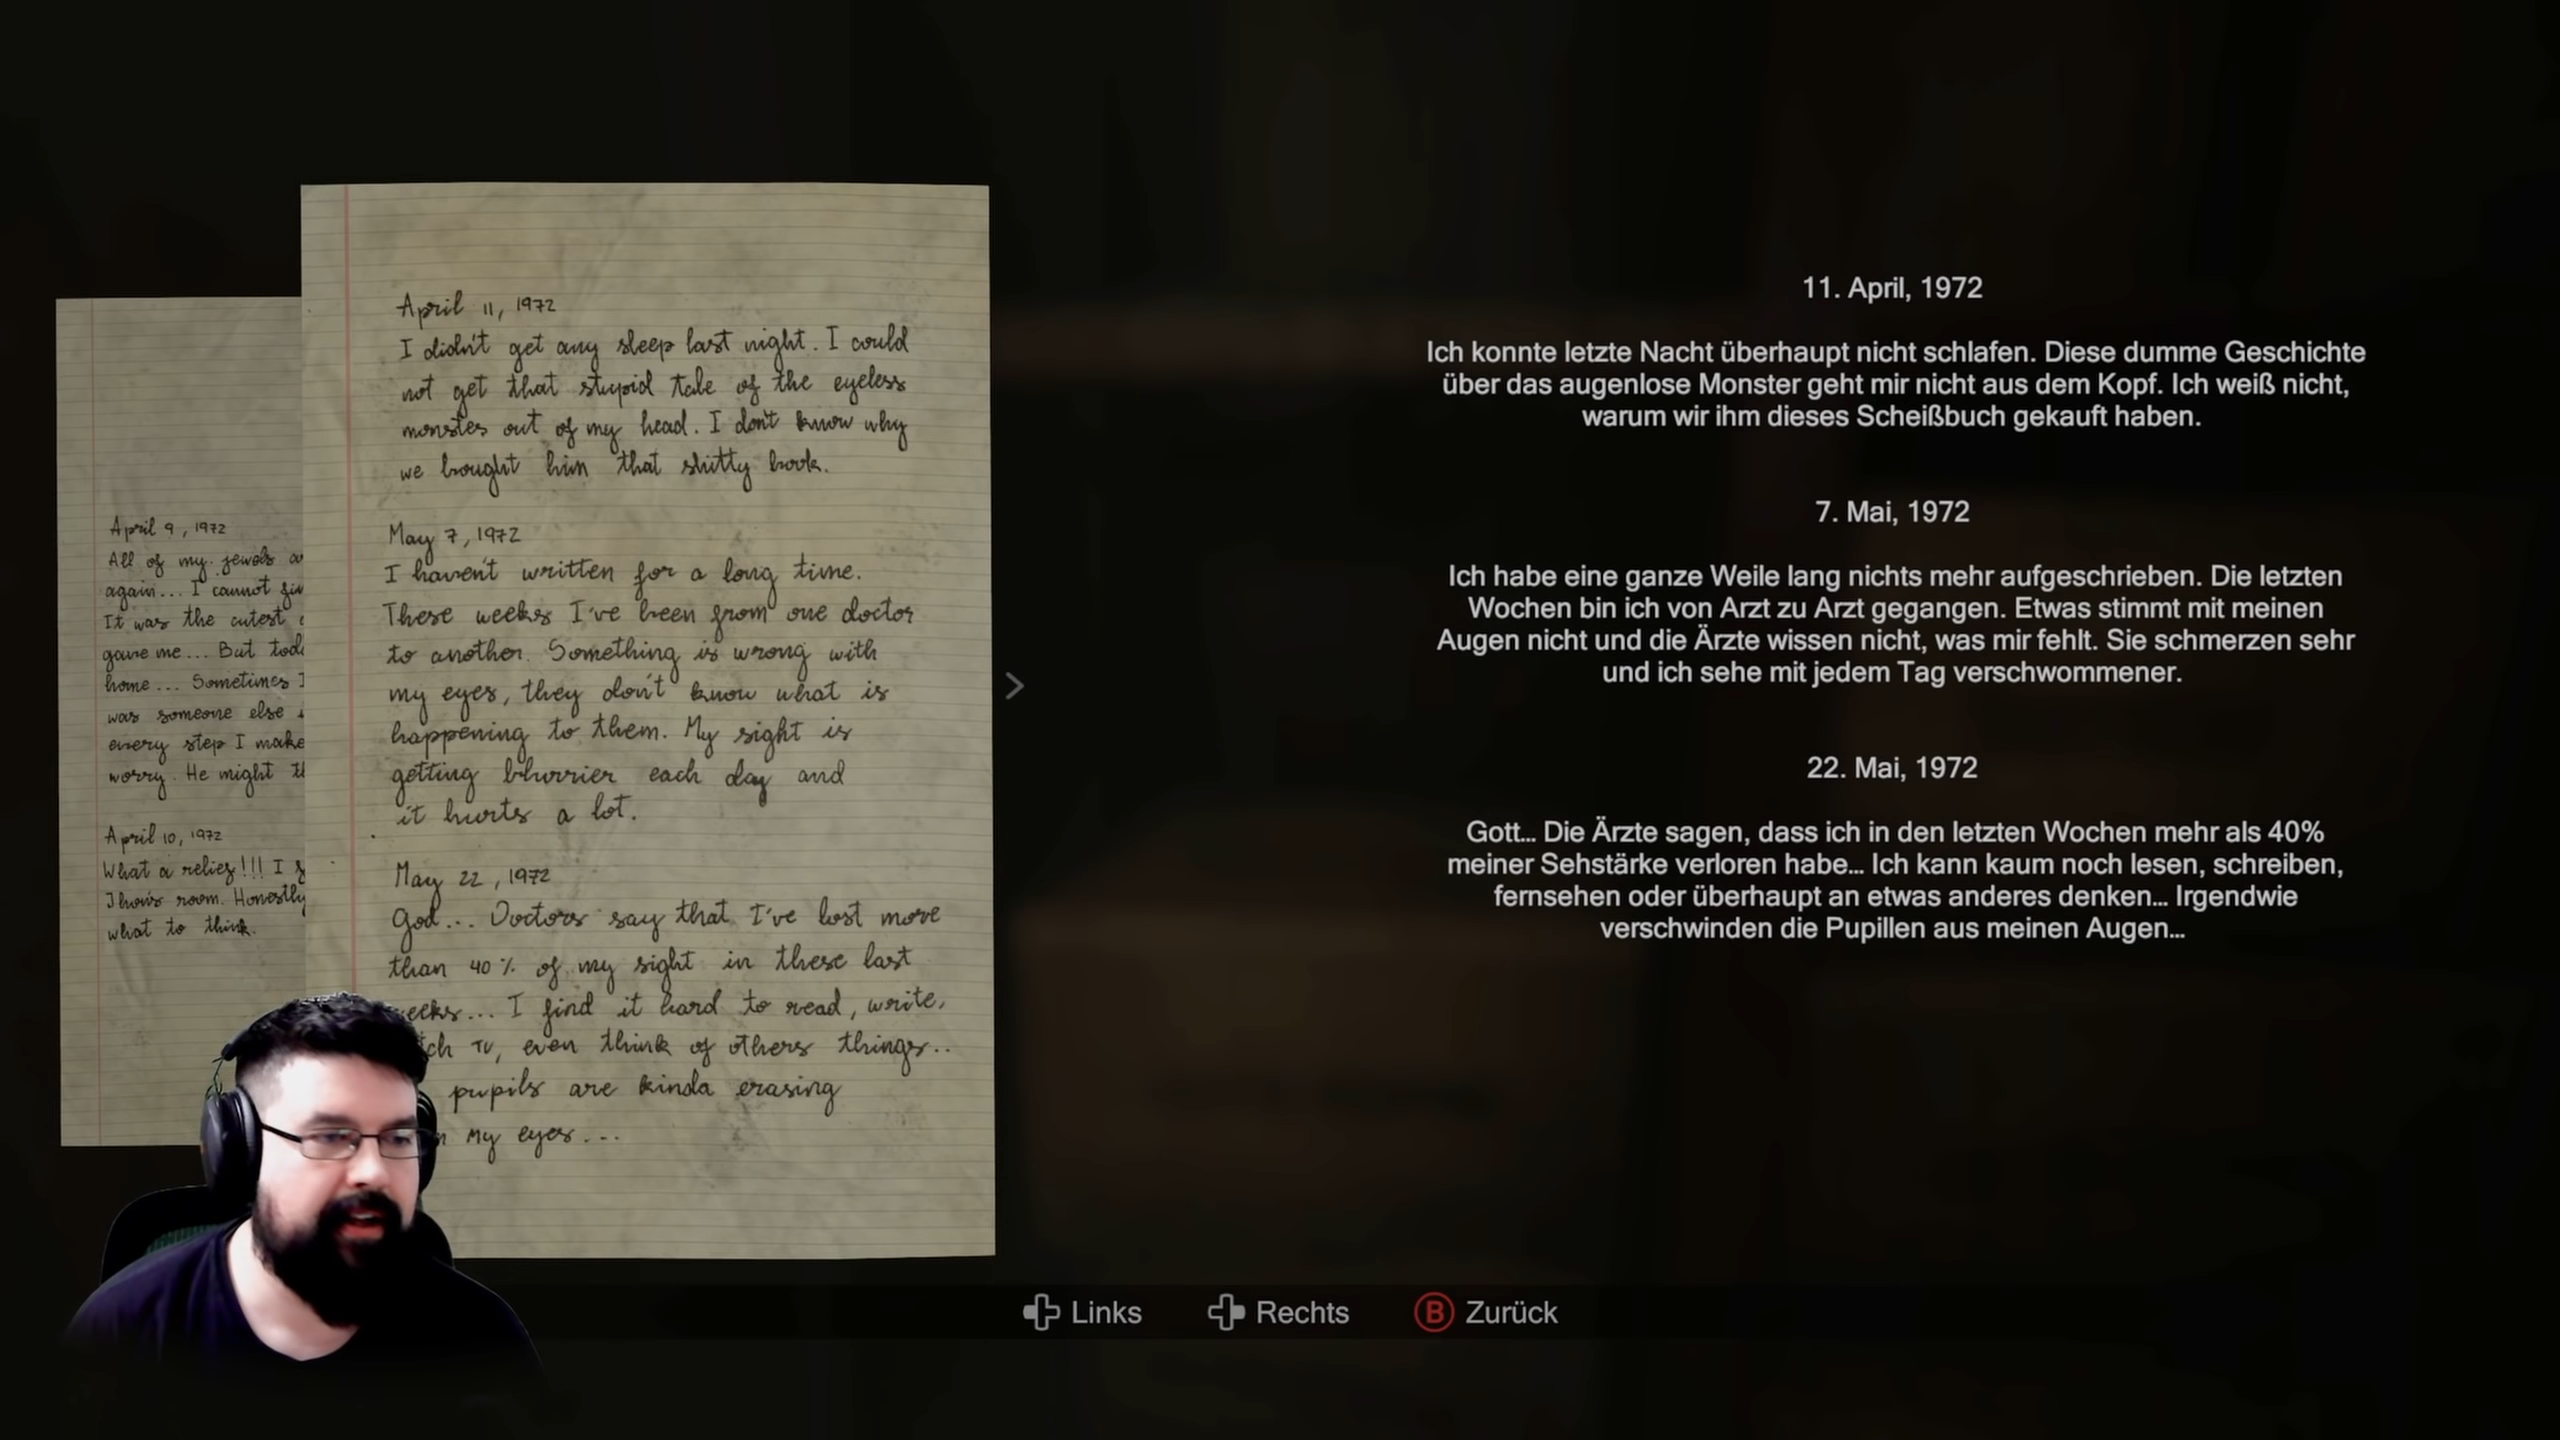 April 9, 1972
All of my jewels
again... I cannot
It was the cutest
gave me... But
home... Sometimes I
was someone else
every step I make
worry. He might
April 10, 1972
What a relief!!! I
room. Honestly
what to think.
April 11, 1972
I didn't get any sleep last night. I could
not get that stupid tale of the eyeless
monster out of my head. I don't know why
we bought him that shitty book.
May 7, 1972
I haven't written for a long time.
These weeks I've been from one doctor
to another. Something is wrong with
my eyes, they don't know what is
happening to them. My sight is
getting blurrier each day and
it hurts a lot.
May 22, 1972
God... Doctors say that I've lost more
than 40% of my sight in these last
... I find it hard to read, write,
TV, even think of others things..
pupils are kinda erasing
my eyes...
11. April, 1972
Ich konnte letzte Nacht überhaupt nicht schlafen. Diese dumme Geschichte
über das augenlose Monster geht mir nicht aus dem Kopf. Ich weiß nicht,
warum wir ihm dieses Scheißbuch gekauft haben.
7. Mai, 1972
Ich habe eine ganze Weile lang nichts mehr aufgeschrieben. Die letzten
Wochen bin ich von Arzt zu Arzt gegangen. Etwas stimmt mit meinen
Augen nicht und die Ärzte wissen nicht, was mir fehlt. Sie schmerzen sehr
und ich sehe mit jedem Tag verschwommener.
22. Mai, 1972
Gott... Die Ärzte sagen, dass ich in den letzten Wochen mehr als 40%
meiner Sehstärke verloren habe... Ich kann kaum noch lesen, schreiben,
fernsehen oder überhaupt an etwas anderes denken... Irgendwie
verschwinden die Pupillen aus meinen Augen...
Links Rechts B Zurück